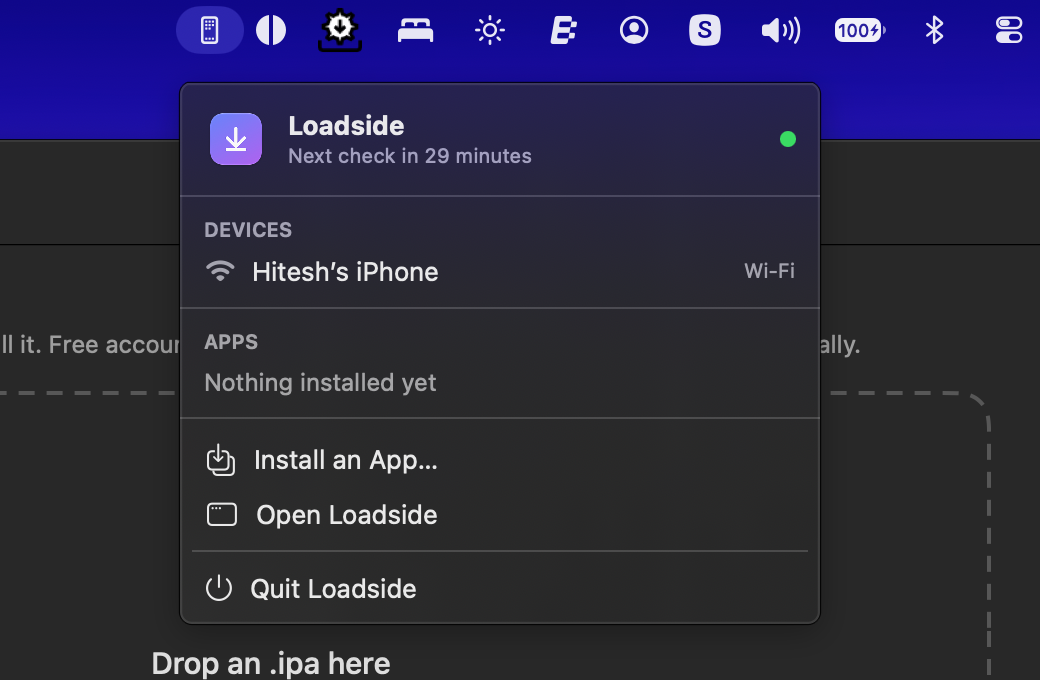 S
100
Loadside
Next check in 29 minutes
DEVICES
Hitesh’s iPhone
Wi-Fi
ll it. Free accoun
ally.
APPS
Nothing installed yet
Install an App...
Open Loadside
Quit Loadside
Drop an .ipa here